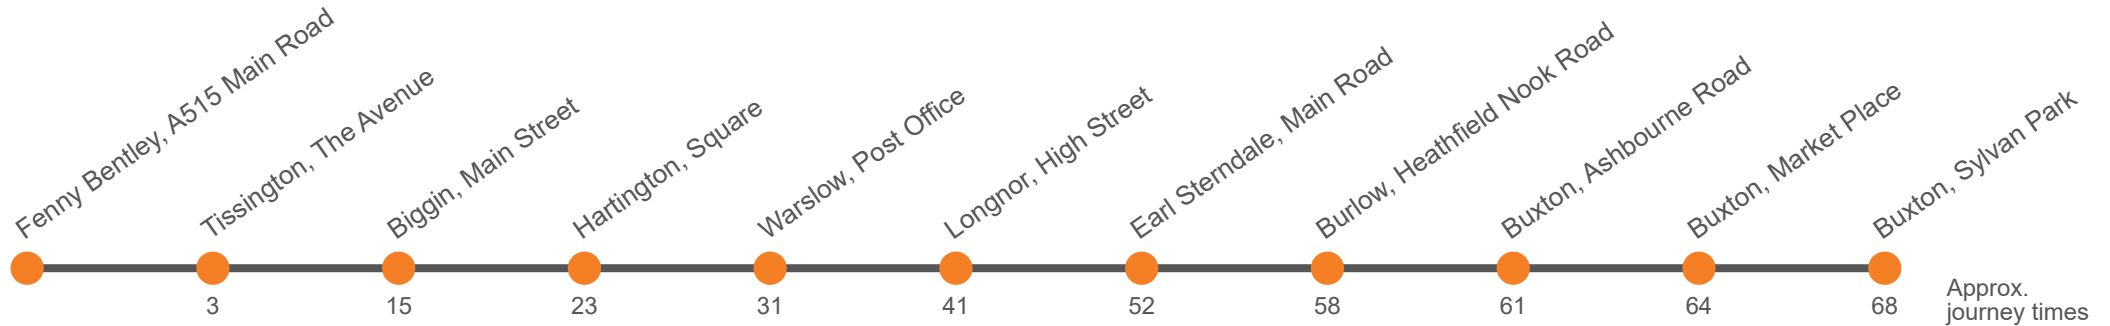 Fenny Bentley, A515 Main Road
Tissington, The Avenue
Biggin, Main Street
Hartington, Square
Warslow, Post Office
Longnor, High Street
Earl Sterndale, Main Road
Burlow, Heathfield Nook Road
Buxton, Ashbourne Road
Buxton, Market Place
Buxton, Sylvan Park
3 15 23 31 41 52 58 61 64 68
Approx.
journey times